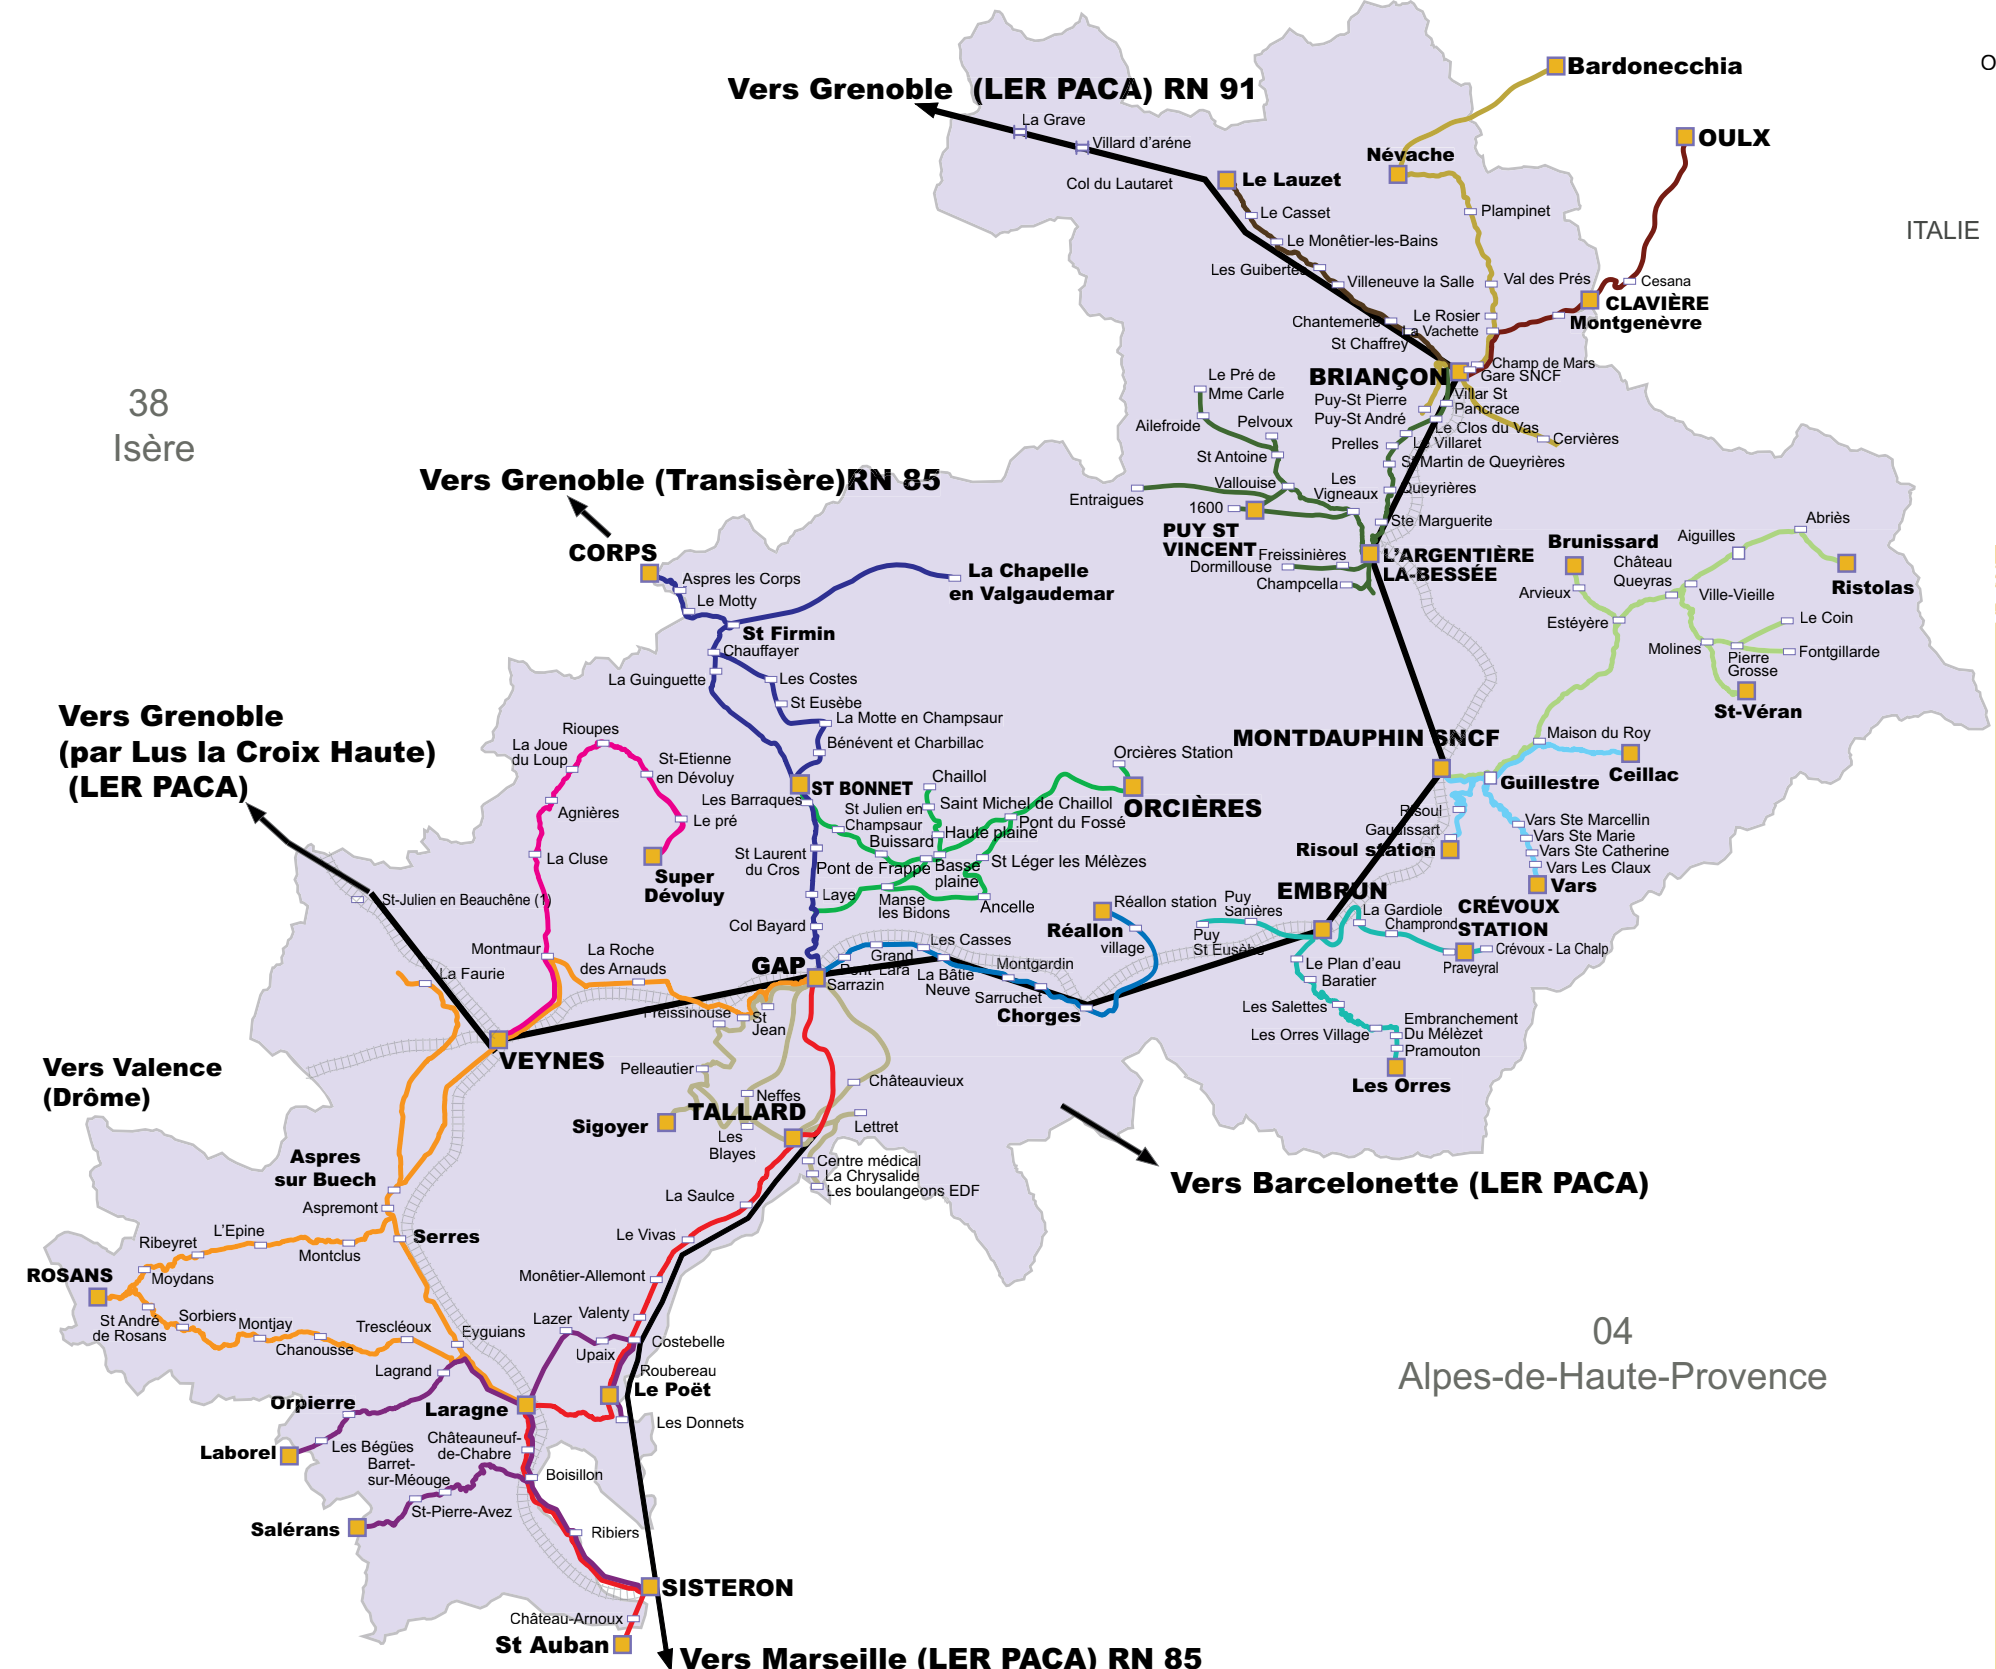 Bardonecchia
O
Vers Grenoble (LER PACA) RN 91
La Grave
OULX
Villard d'aréne
Névache
Col du Lautaret
Le Lauzet
Le Casset
Plampinet
ITALIE
Le Monêtier-les-Bains
Les Guibertes
Villeneuve la Salle
Val des Prés
Cesana
CLAVIÈRE
Montgenèvre
Chantemerle
Le Rosier
La Vachette
St Chaffrey
Champ de Mars
Gare SNCF
BRIANÇON
Le Pré de
Mme Carle
Puy-St Pierre
Villar St
Pancrace
Puy-St André
Ailefroide
Pelvoux
Le Clos du Vas
Prelles
Le Villaret
Cervières
38
Isère
St Antoine
St Martin de Queyrières
Vers Grenoble (Transisère)RN 85
Vallouise
Les
Vigneaux
Queyrières
Entraigues
1600
PUY ST
VINCENT
Ste Marguerite
Abriès
Aiguilles
Brunissard
CORPS
Freissinières
L'ARGENTIÈRE
LA-BESSÉE
Dormillouse
Champcella
Château
Queyras
Ristolas
Arvieux
Ville-Vieille
Aspres les Corps
La Chapelle
en Valgaudemar
Le Motty
Le Coin
Estéyère
St Firmin
Chauffayer
Molines
Pierre
Grosse
Fontgillarde
La Guinguette
Les Costes
St Eusèbe
St-Véran
Vers Grenoble
(par Lus la Croix Haute)
(LER PACA)
La Motte en Champsaur
Rioupes
La Joue
du Loup
Bénévent et Charbillac
Orcières Station
MONTDAUPHIN SNCF
Maison du Roy
St-Etienne
en Dévoluy
Ceillac
Guillestre
ST BONNET
Chaillol
Les Barraques
Saint Michel de Chaillol
ORCIÈRES
Agnières
Le pré
St Julien en
Champsaur
Pont du Fossé
Risoul
Gaudissart
Vars Ste Marcellin
Haute plaine
Buissard
Vars Ste Marie
Risoul station
Vars Ste Catherine
La Cluse
St Laurent
du Cros
Pont de Frappe
Basse
plaine
St Léger les Mélèzes
Vars Les Claux
Super
Dévoluy
Vars
EMBRUN
St-Julien en Beauchêne (1)
Laye
Manse
les Bidons
Ancelle
Réallon station
Puy
Sanières
La Gardiole
CRÉVOUX
STATION
Col Bayard
Réallon
village
Champrond
Puy
St Eusèbe
Les Casses
Montmaur
La Roche
des Arnauds
Crévoux - La Chalp
Praveyral
GAP
Grand
Lara
Pont
Sarrazin
La Bâtie
Neuve
Montgardin
Le Plan d'eau
Baratier
La Faurie
Sarruchet
Chorges
Les Salettes
Freissinouse
St
Jean
Embranchement
Du Mélèzet
Les Orres Village
Pramouton
VEYNES
Vers Valence
(Drôme)
Pelleautier
Châteauvieux
Les Orres
Neffes
TALLARD
Sigoyer
Lettret
Les
Blayes
Aspres
sur Buech
Centre médical
La Chrysalide
Les boulangeons EDF
Vers Barcelonette (LER PACA)
La Saulce
Aspremont
L'Epine
Le Vivas
Serres
Ribeyret
Montclus
ROSANS
Moydans
Monêtier-Allemont
Valenty
Lazer
St André
de Rosans
Sorbiers
Montjay
Trescléoux
Eyguians
Costebelle
Upaix
Chanousse
04
Alpes-de-Haute-Provence
Lagrand
Roubereau
Le Poët
Orpierre
Laragne
Les Donnets
Châteauneuf-
de-Chabre
Laborel
Les Bégües
Barret-
sur-Méouge
Boisillon
St-Pierre-Avez
Salérans
Ribiers
SISTERON
Château-Arnoux
St Auban
Vers Marseille (LER PACA) RN 85